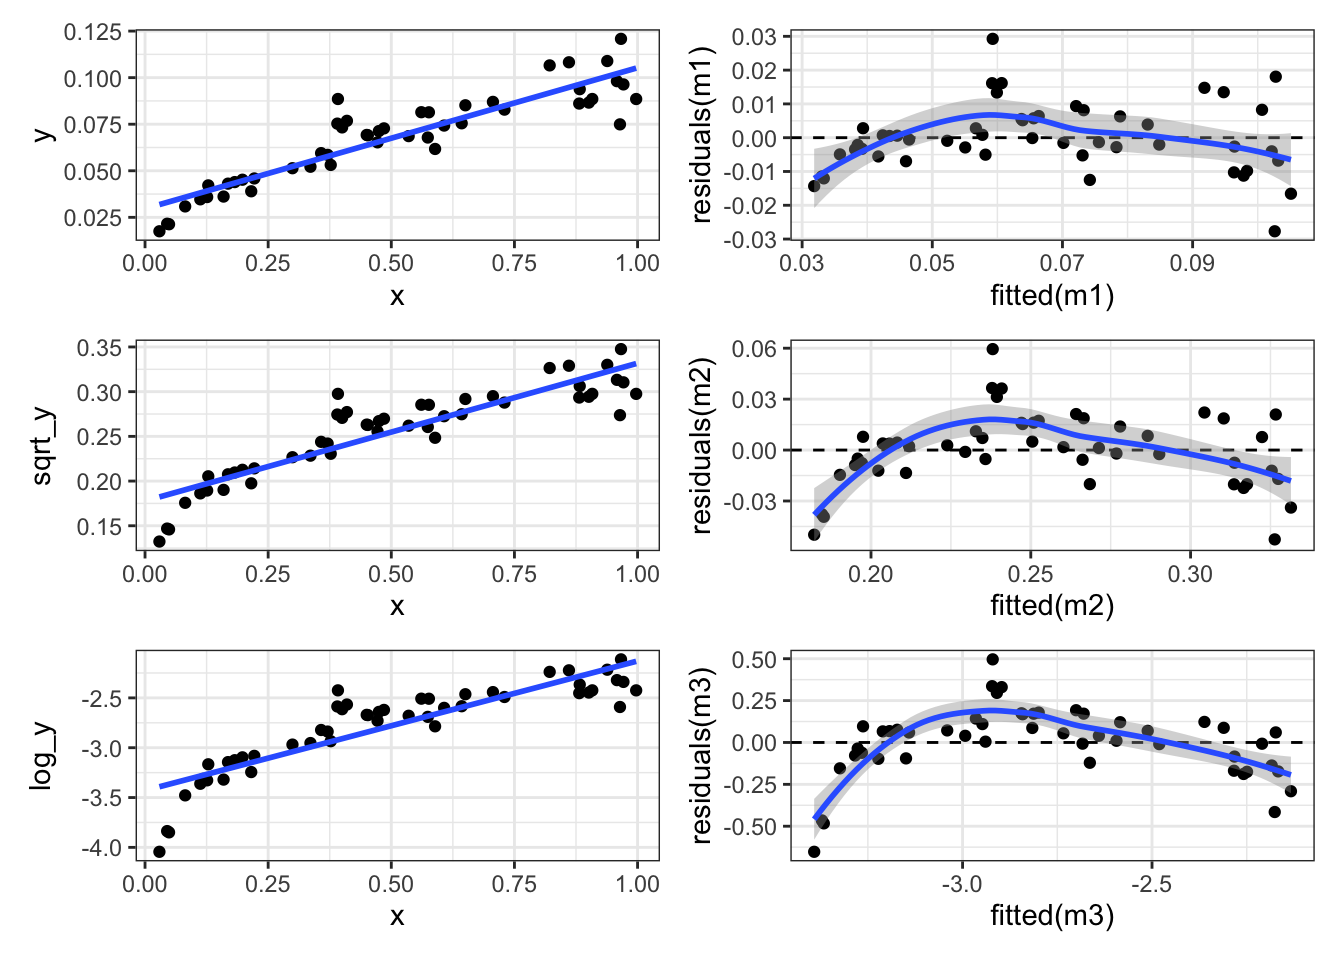 0.125
0.100
0.075
0.050
0.025
y
0.00 0.25 0.50 0.75 1.00
x
0.03
0.02
0.01
0.00
-0.01
-0.02
-0.03
residuals(m1)
0.03 0.05 0.07 0.09
fitted(m1)
0.35
0.30
0.25
0.20
0.15
sqrt_y
0.00 0.25 0.50 0.75 1.00
x
0.06
0.03
0.00
-0.03
residuals(m2)
0.20 0.25 0.30
fitted(m2)
-2.5
-3.0
-3.5
-4.0
log_y
0.00 0.25 0.50 0.75 1.00
x
0.50
0.25
0.00
-0.25
-0.50
residuals(m3)
-3.0 -2.5
fitted(m3)